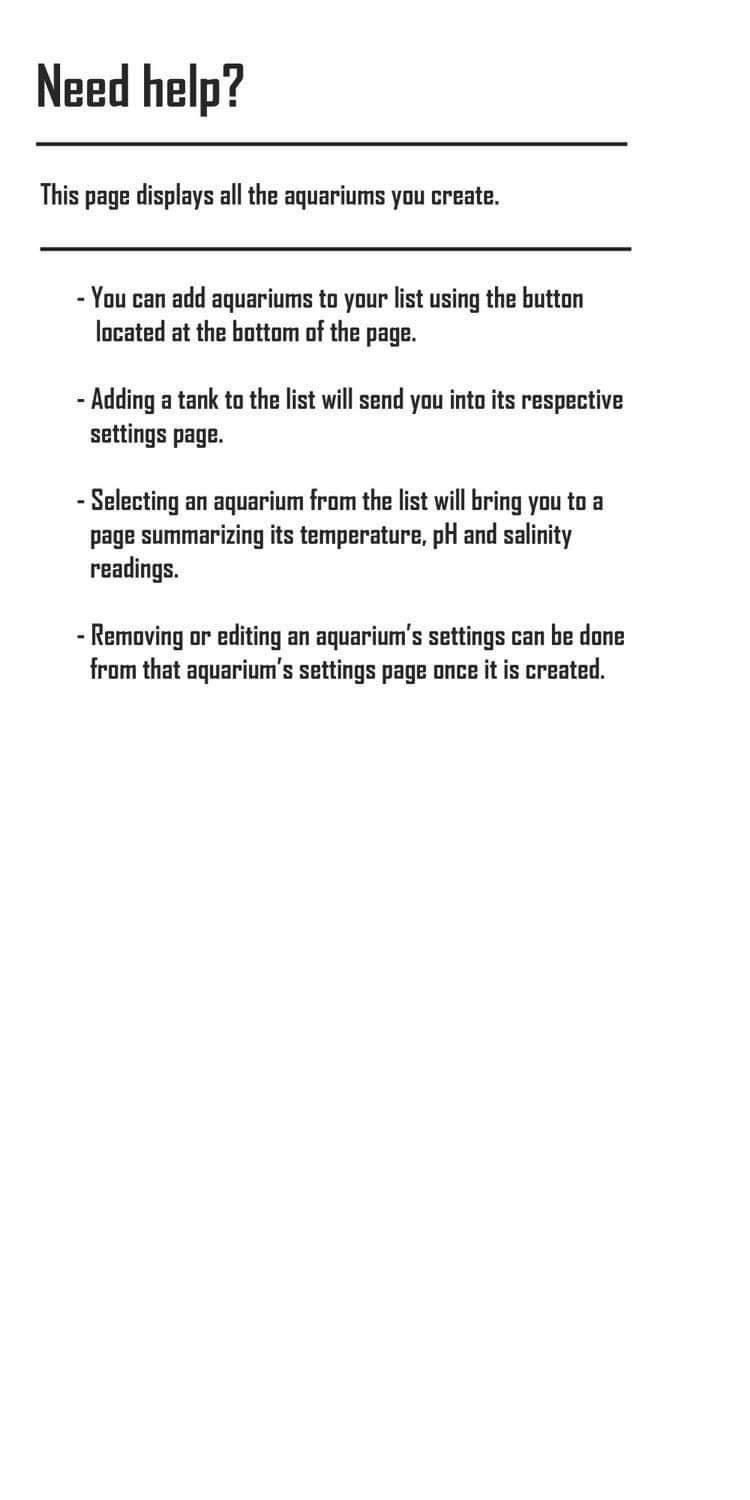 Need help?
This page displays all the aquariums you create.
- You can add aquariums to your list using the button
located at the bottom of the page.
- Adding a tank to the list will send you into its respective
settings page.
- Selecting an aquarium from the list will bring you to a
page summarizing its temperature, pH and salinity
readings.
- Removing or editing an aquarium's settings can be done
from that aquarium's settings page once it is created.